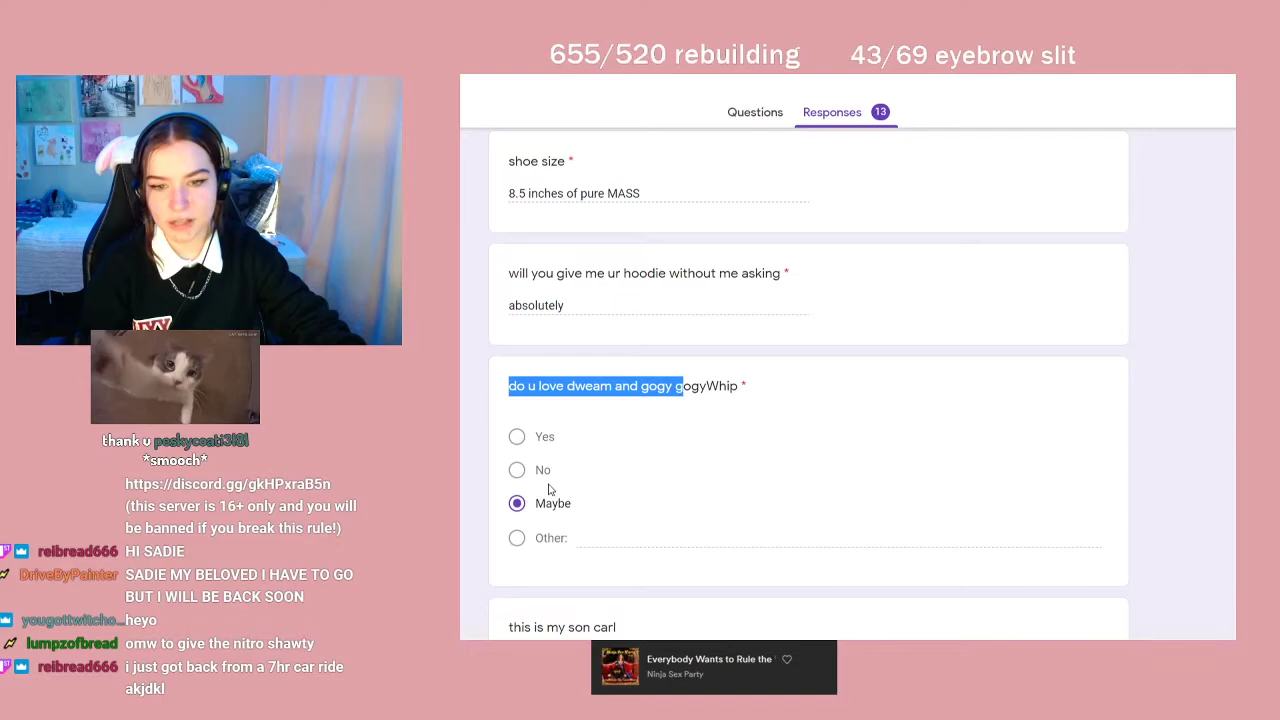 655/520 rebuilding
43/69 eyebrow slit
Questions
Responses 13
shoe size *
8.5 inches of pure MASS
will you give me ur hoodie without me asking *
absolutely
do u love dweam and gogy gogyWhip *
Yes
No
Maybe
Other:
this is my son carl
thank u peskycoati3181
*smooch*
https://discord.gg/gkHPxraB5n
(this server is 16+ only and you will
be banned if you break this rule!)
reibread666 HI SADIE
DriveByPainter SADIE MY BELOVED I HAVE TO GO
BUT I WILL BE BACK SOON
yougottwitcho... heyo
lumpzofbread omw to give the nitro shawty
reibread666 i just got back from a 7hr car ride
akjdkl
Everybody Wants to Rule the
Ninja Sex Party